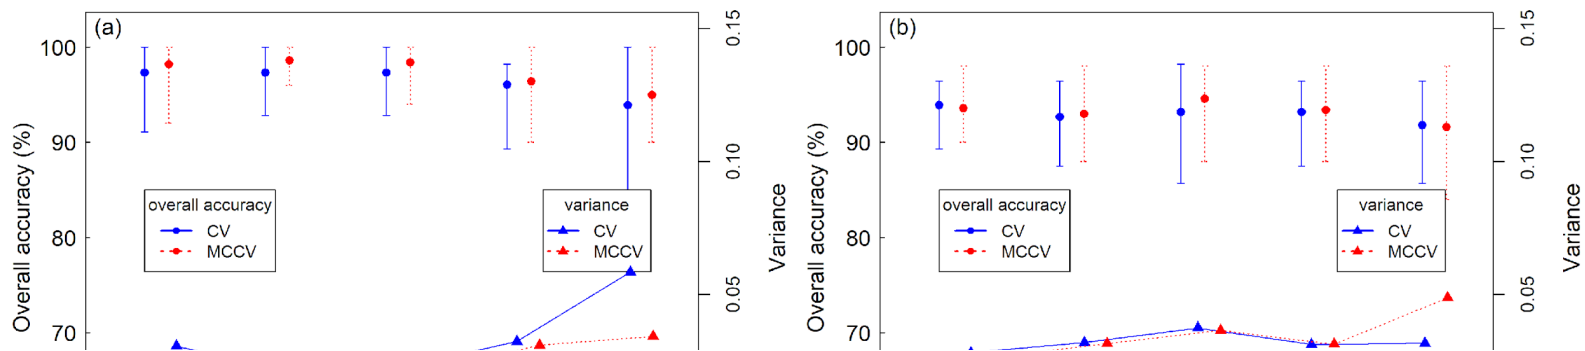 (a)
Overall accuracy (%)
100
90
80
70
overall accuracy
CV
MCCV
variance
CV
MCCV
0.15
0.10
0.05
Variance
(b)
Overall accuracy (%)
100
90
80
70
overall accuracy
CV
MCCV
variance
CV
MCCV
0.15
0.10
0.05
Variance